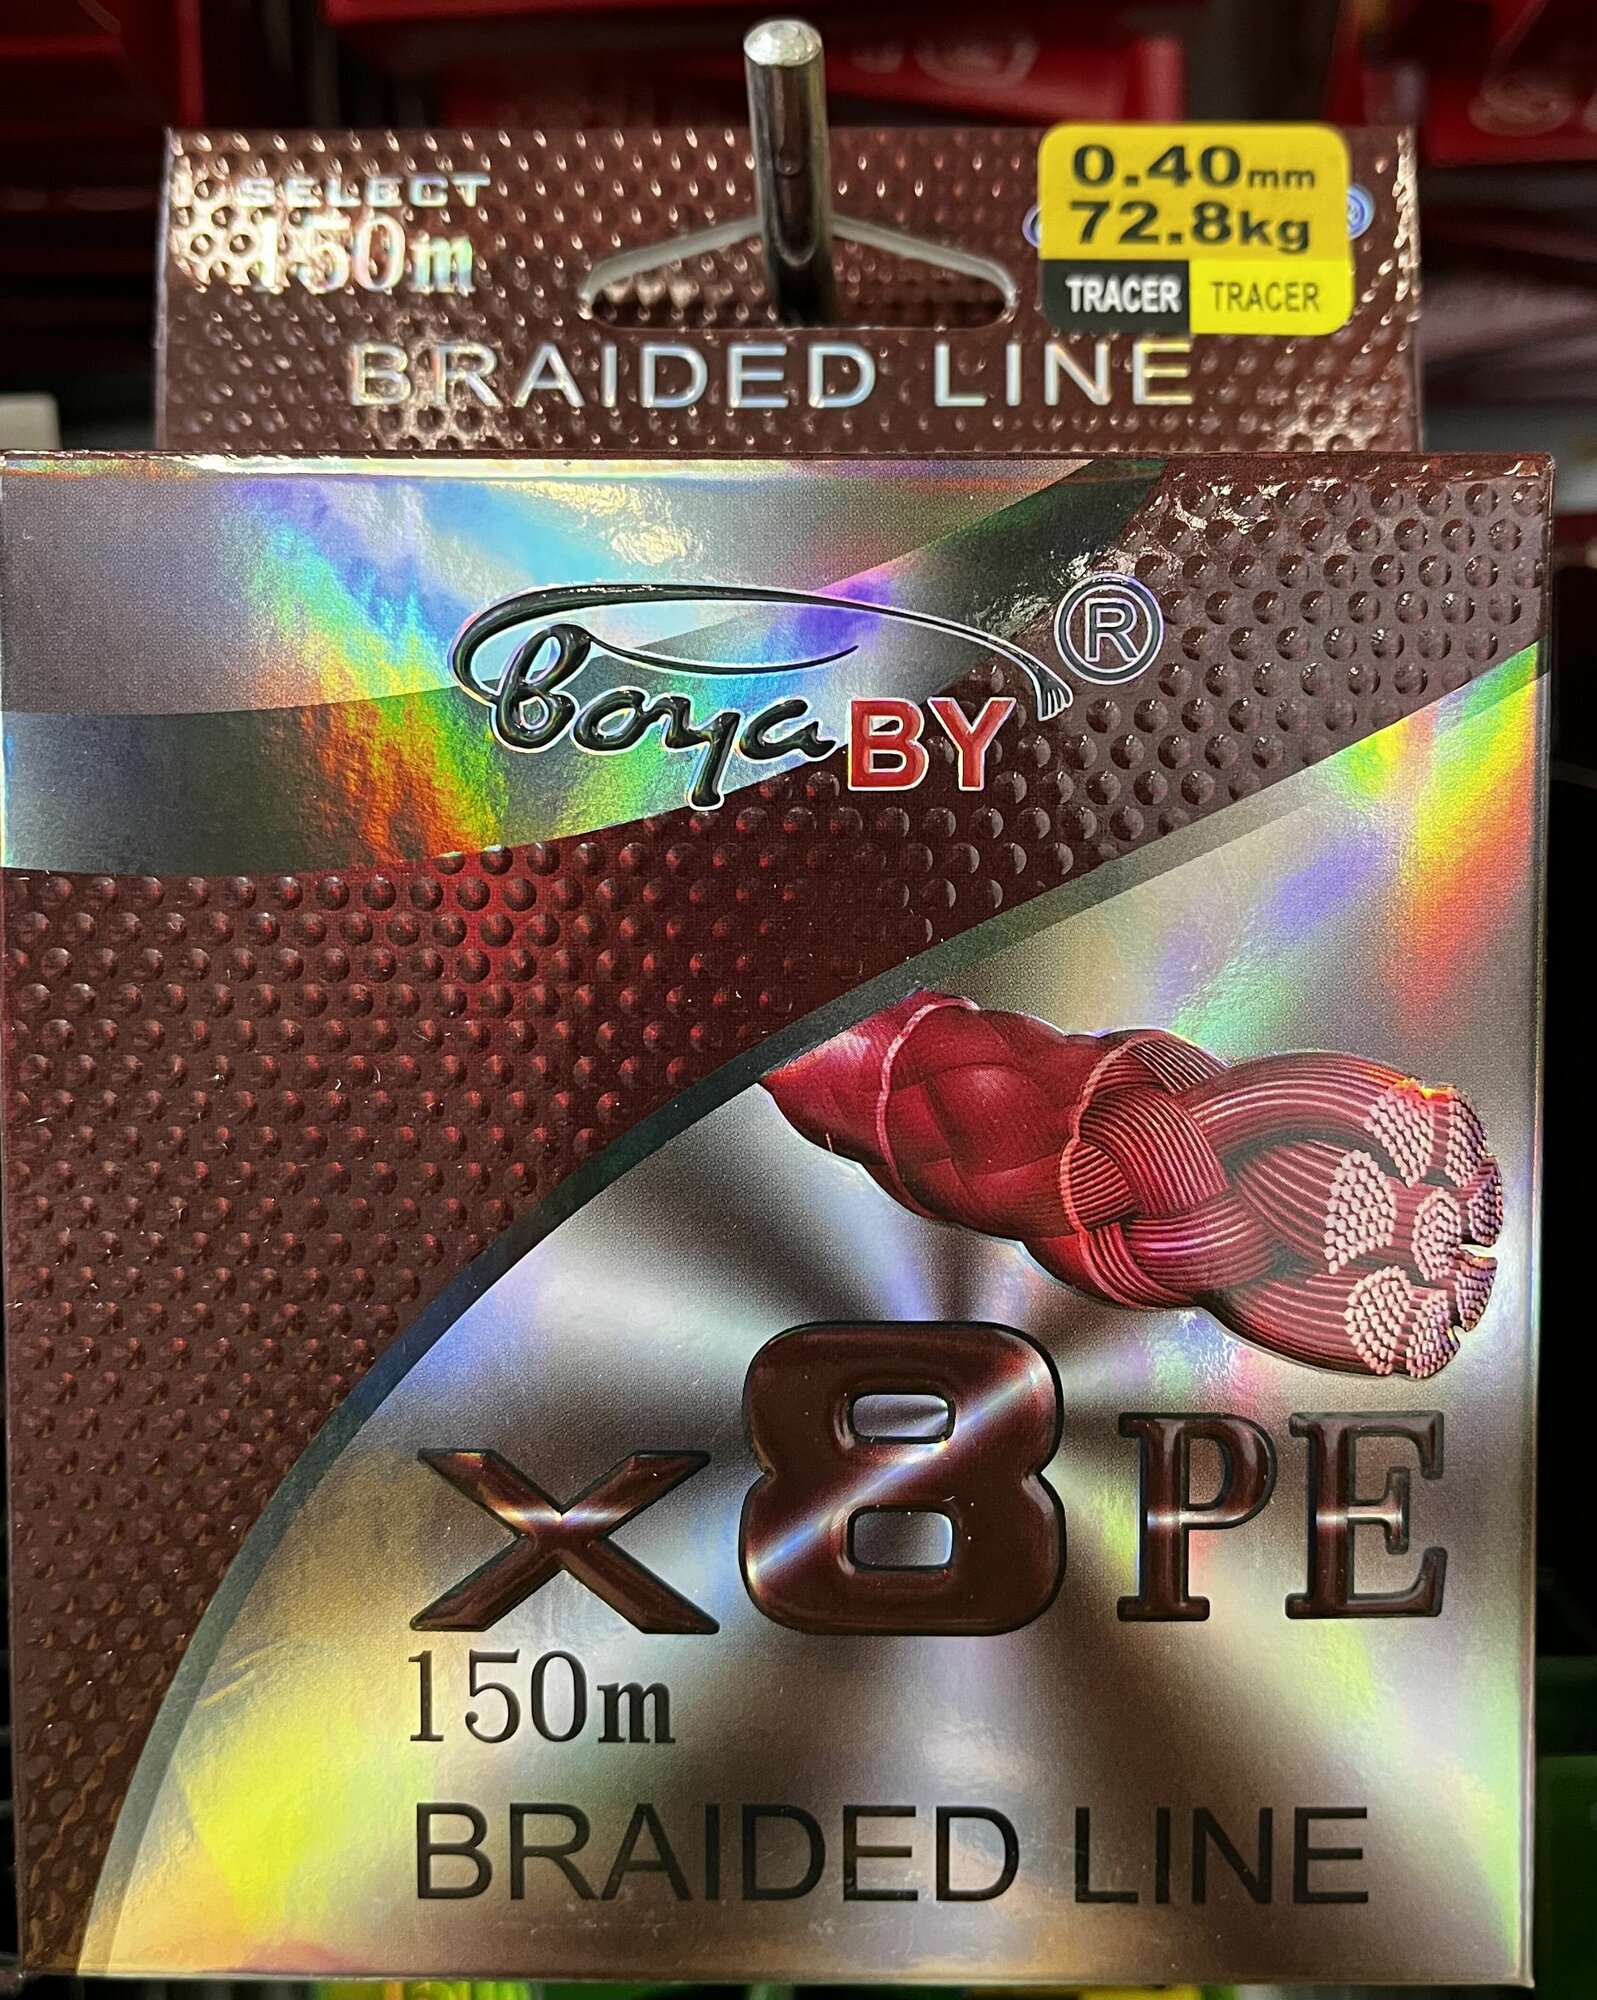 SELECT
150m
0.40mm
72.8kg
TRACER TRACER
BRAIDED LINE
boyaBY ®
x8PE
150m
BRAIDED LINE